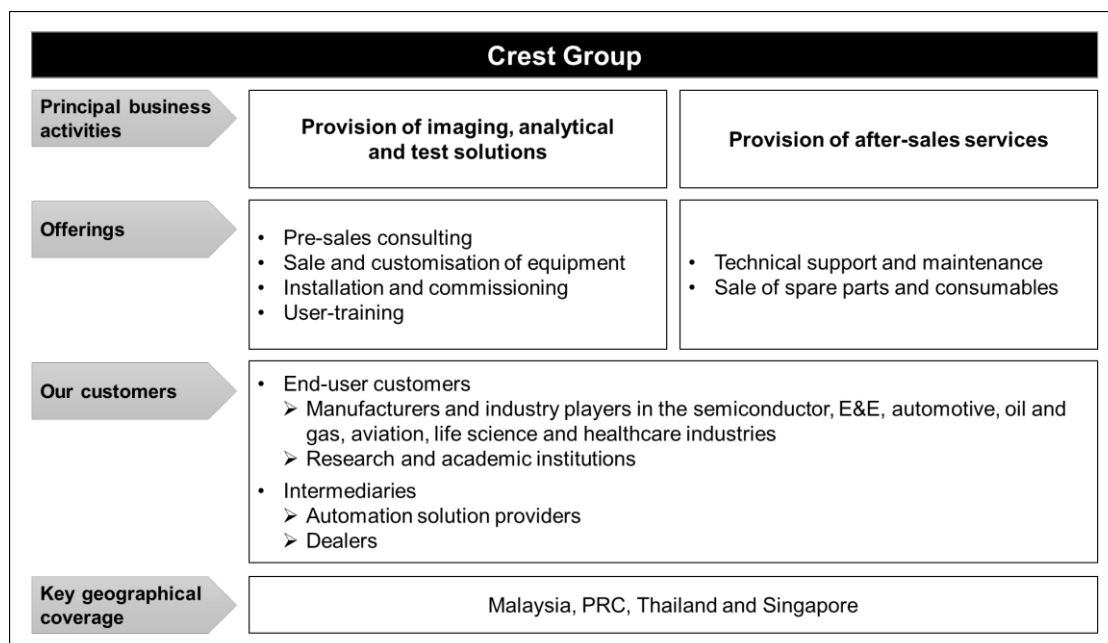 Crest Group
Principal business
activities
Provision of imaging, analytical
and test solutions
Provision of after-sales services
Offerings
• Pre-sales consulting
• Sale and customisation of equipment
• Installation and commissioning
• User-training
• Technical support and maintenance
• Sale of spare parts and consumables
Our customers
• End-user customers
➢ Manufacturers and industry players in the semiconductor, E&E, automotive, oil and
gas, aviation, life science and healthcare industries
➢ Research and academic institutions
• Intermediaries
➢ Automation solution providers
➢ Dealers
Key geographical
coverage
Malaysia, PRC, Thailand and Singapore